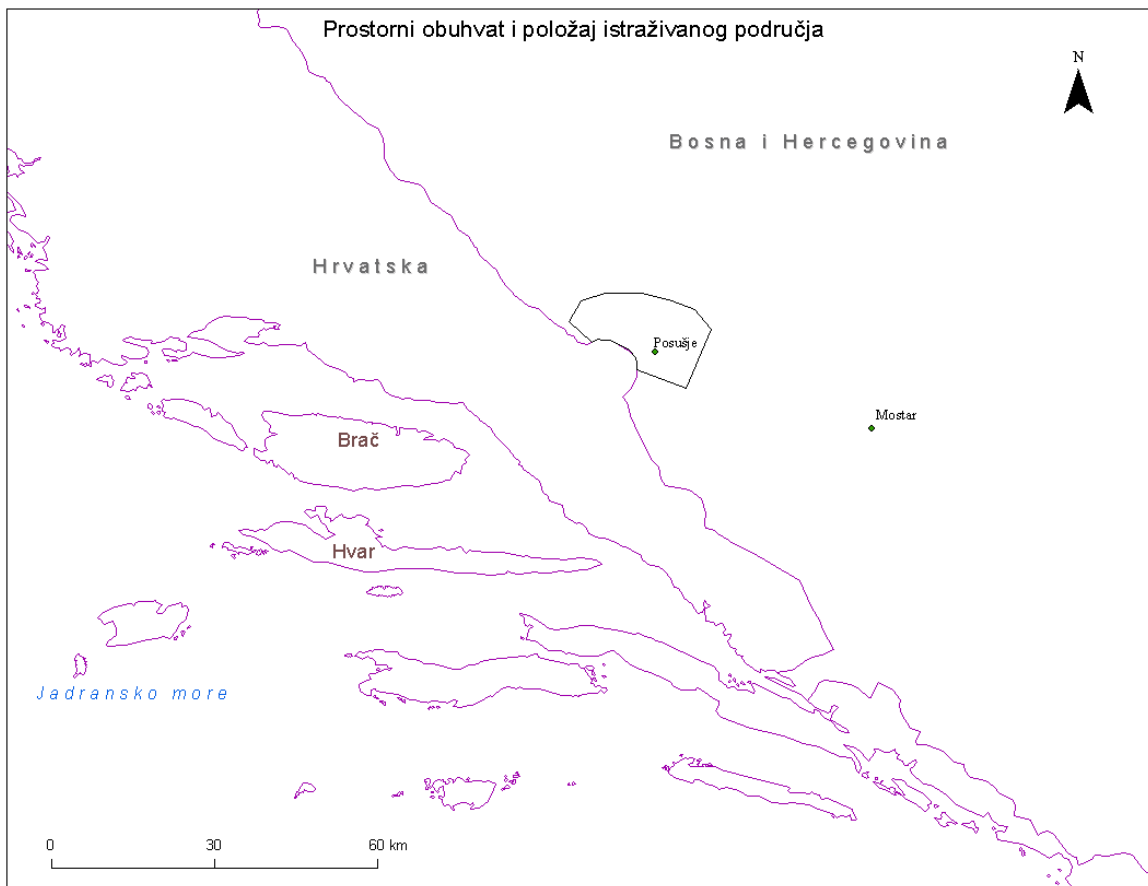 Prostorni obuhvat i položaj istraživanog područja
N
Bosna i Hercegovina
Hrvatska
Posušje
Mostar
Brač
Hvar
Jadransko more
0 30 60 km